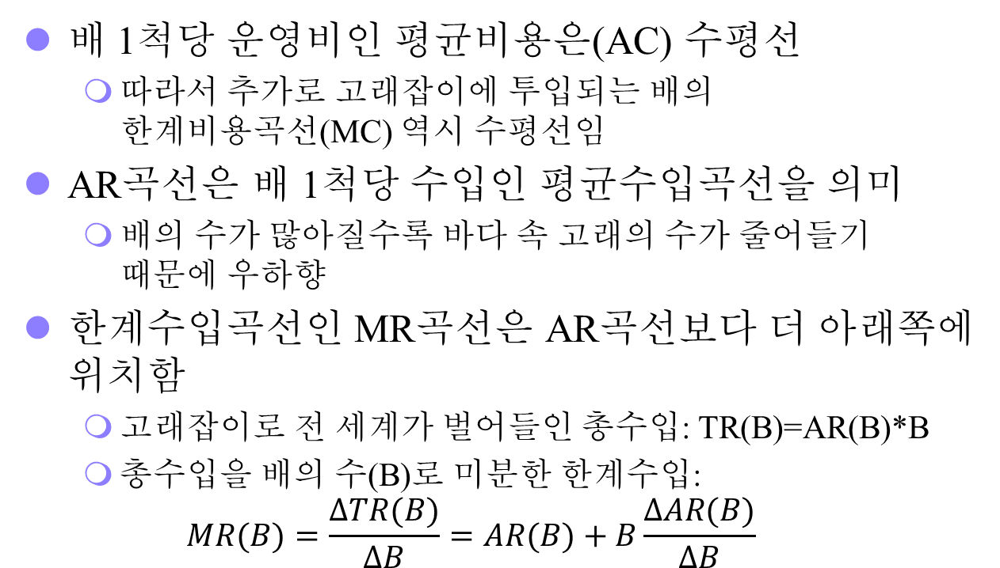 배 1척당 운영비인 평균비용은(AC) 수평선
따라서 추가로 고래잡이에 투입되는 배의
한계비용곡선(MC) 역시 수평선임
AR곡선은 배 1척당 수입인 평균수입곡선을 의미
배의 수가 많아질수록 바다 속 고래의 수가 줄어들기
때문에 우하향
한계수입곡선인 MR곡선은 AR곡선보다 더 아래쪽에
위치함
고래잡이로 전 세계가 벌어들인 총수입: TR(B)=AR(B)*B
총수입을 배의 수(B)로 미분한 한계수입:
MR(B) = ΔTR(B)/ΔB = AR(B) + B ΔAR(B)/ΔB